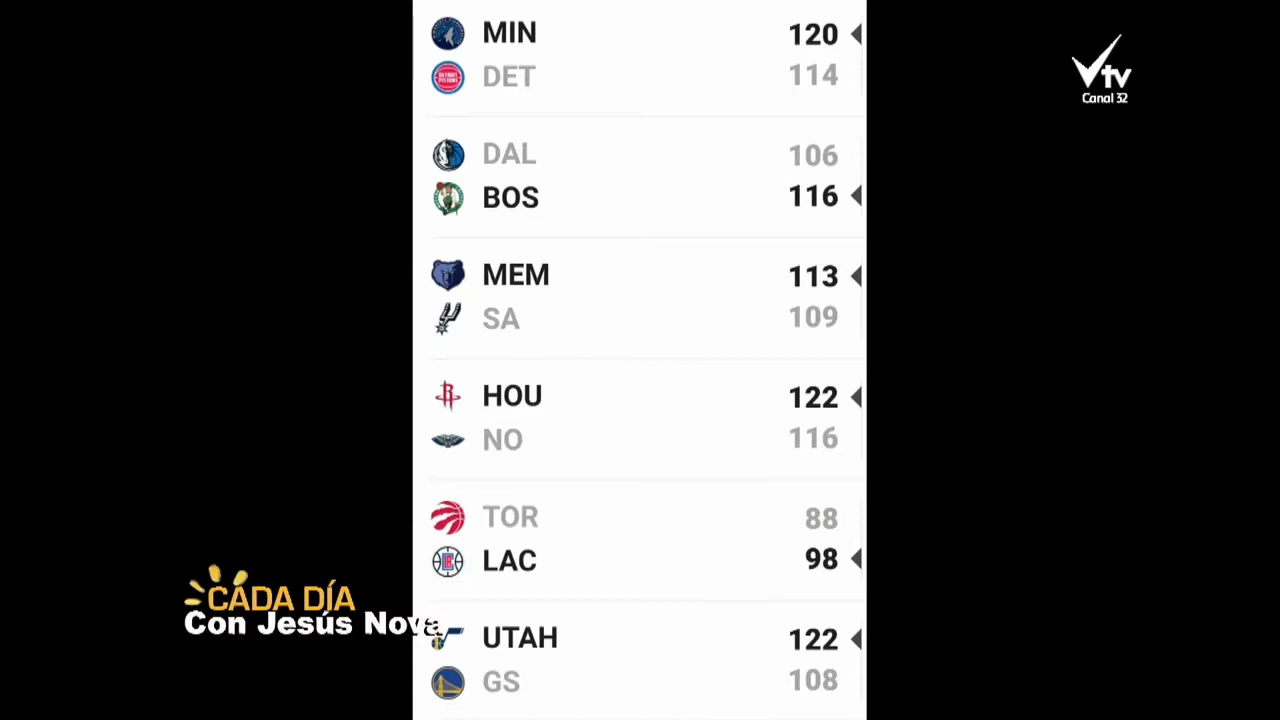 MIN 120
DET 114
DAL 106
BOS 116
MEM 113
SA 109
HOU 122
NO 116
TOR 88
LAC 98
UTAH 122
GS 108
tv
Canal 32
CADA DÍA
Con Jesús Nova